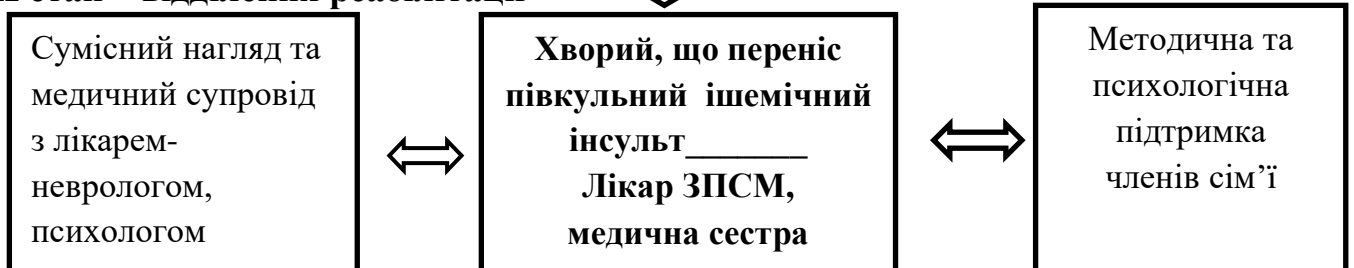 Сумісний нагляд та
медичний супровід
з лікарем-
неврологом,
психологом
Хворий, що переніс
півкульний ішемічний
інсульт_______
Лікар ЗПСМ,
медична сестра
Методична та
психологічна
підтримка
членів сім’ї